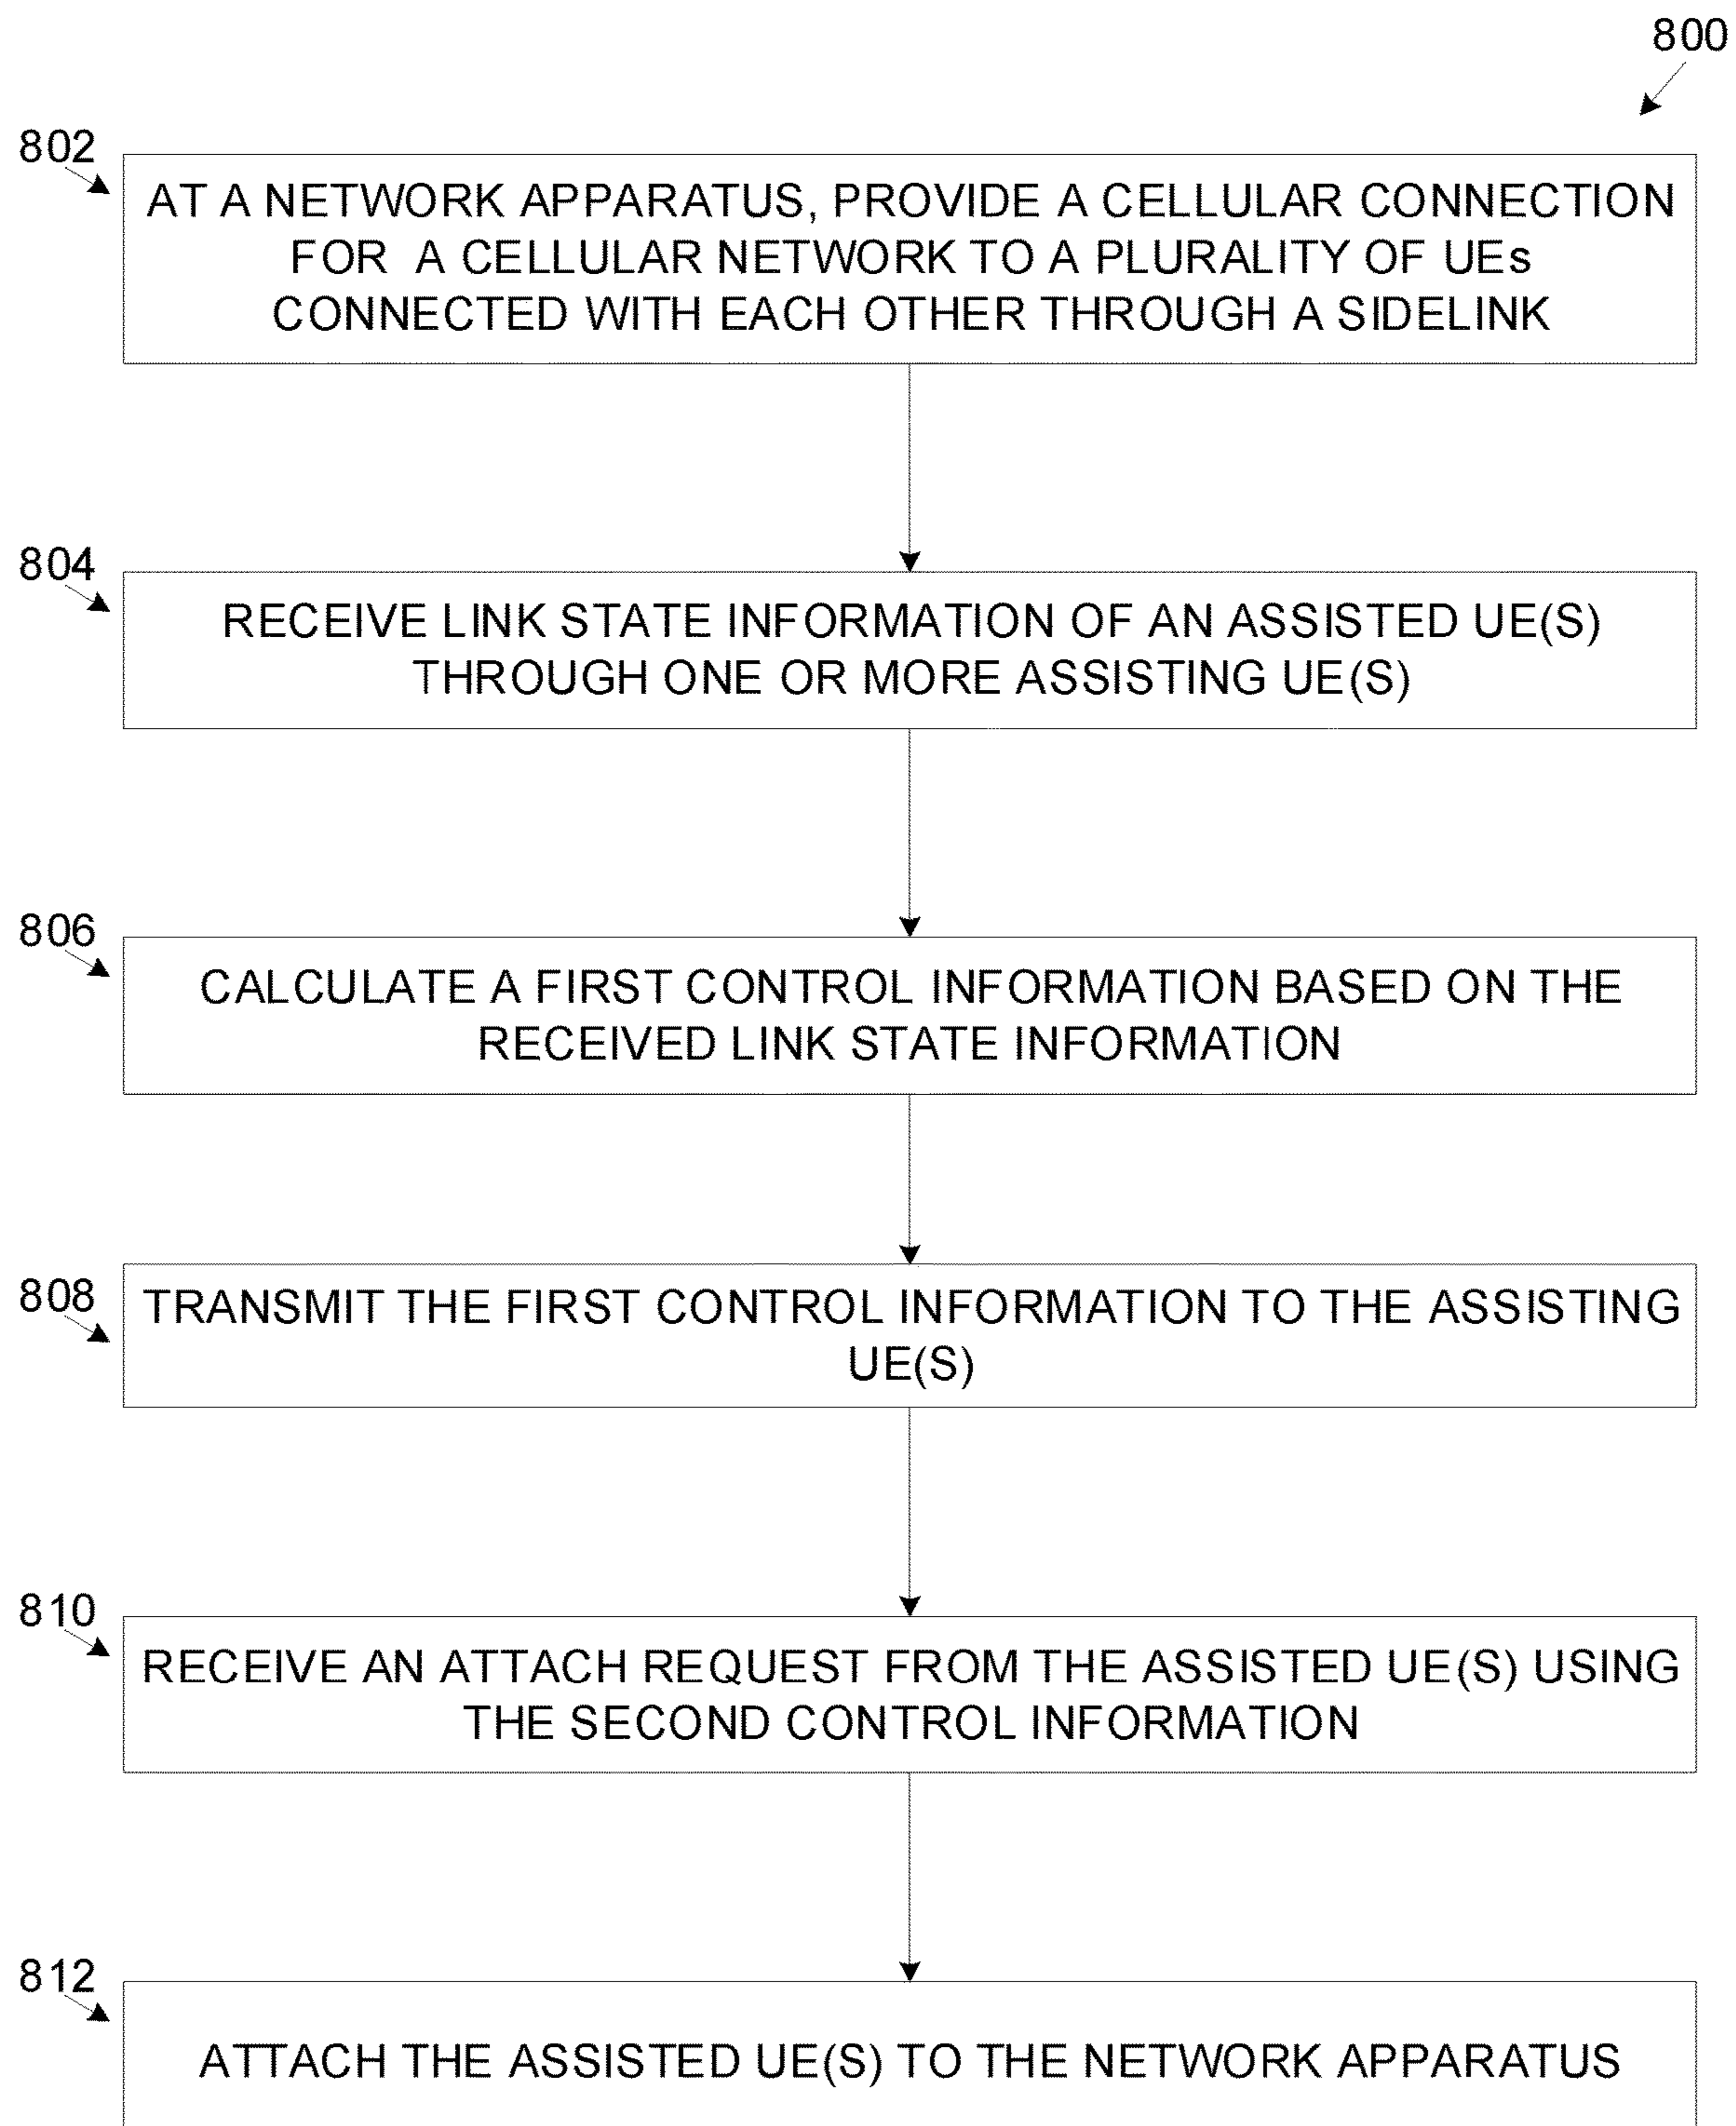 800
802
AT A NETWORK APPARATUS, PROVIDE A CELLULAR CONNECTION
FOR A CELLULAR NETWORK TO A PLURALITY OF UEs
CONNECTED WITH EACH OTHER THROUGH A SIDELINK
804
RECEIVE LINK STATE INFORMATION OF AN ASSISTED UE(S)
THROUGH ONE OR MORE ASSISTING UE(S)
806
CALCULATE A FIRST CONTROL INFORMATION BASED ON THE
RECEIVED LINK STATE INFORMATION
808
TRANSMIT THE FIRST CONTROL INFORMATION TO THE ASSISTING
UE(S)
810
RECEIVE AN ATTACH REQUEST FROM THE ASSISTED UE(S) USING
THE SECOND CONTROL INFORMATION
812
ATTACH THE ASSISTED UE(S) TO THE NETWORK APPARATUS